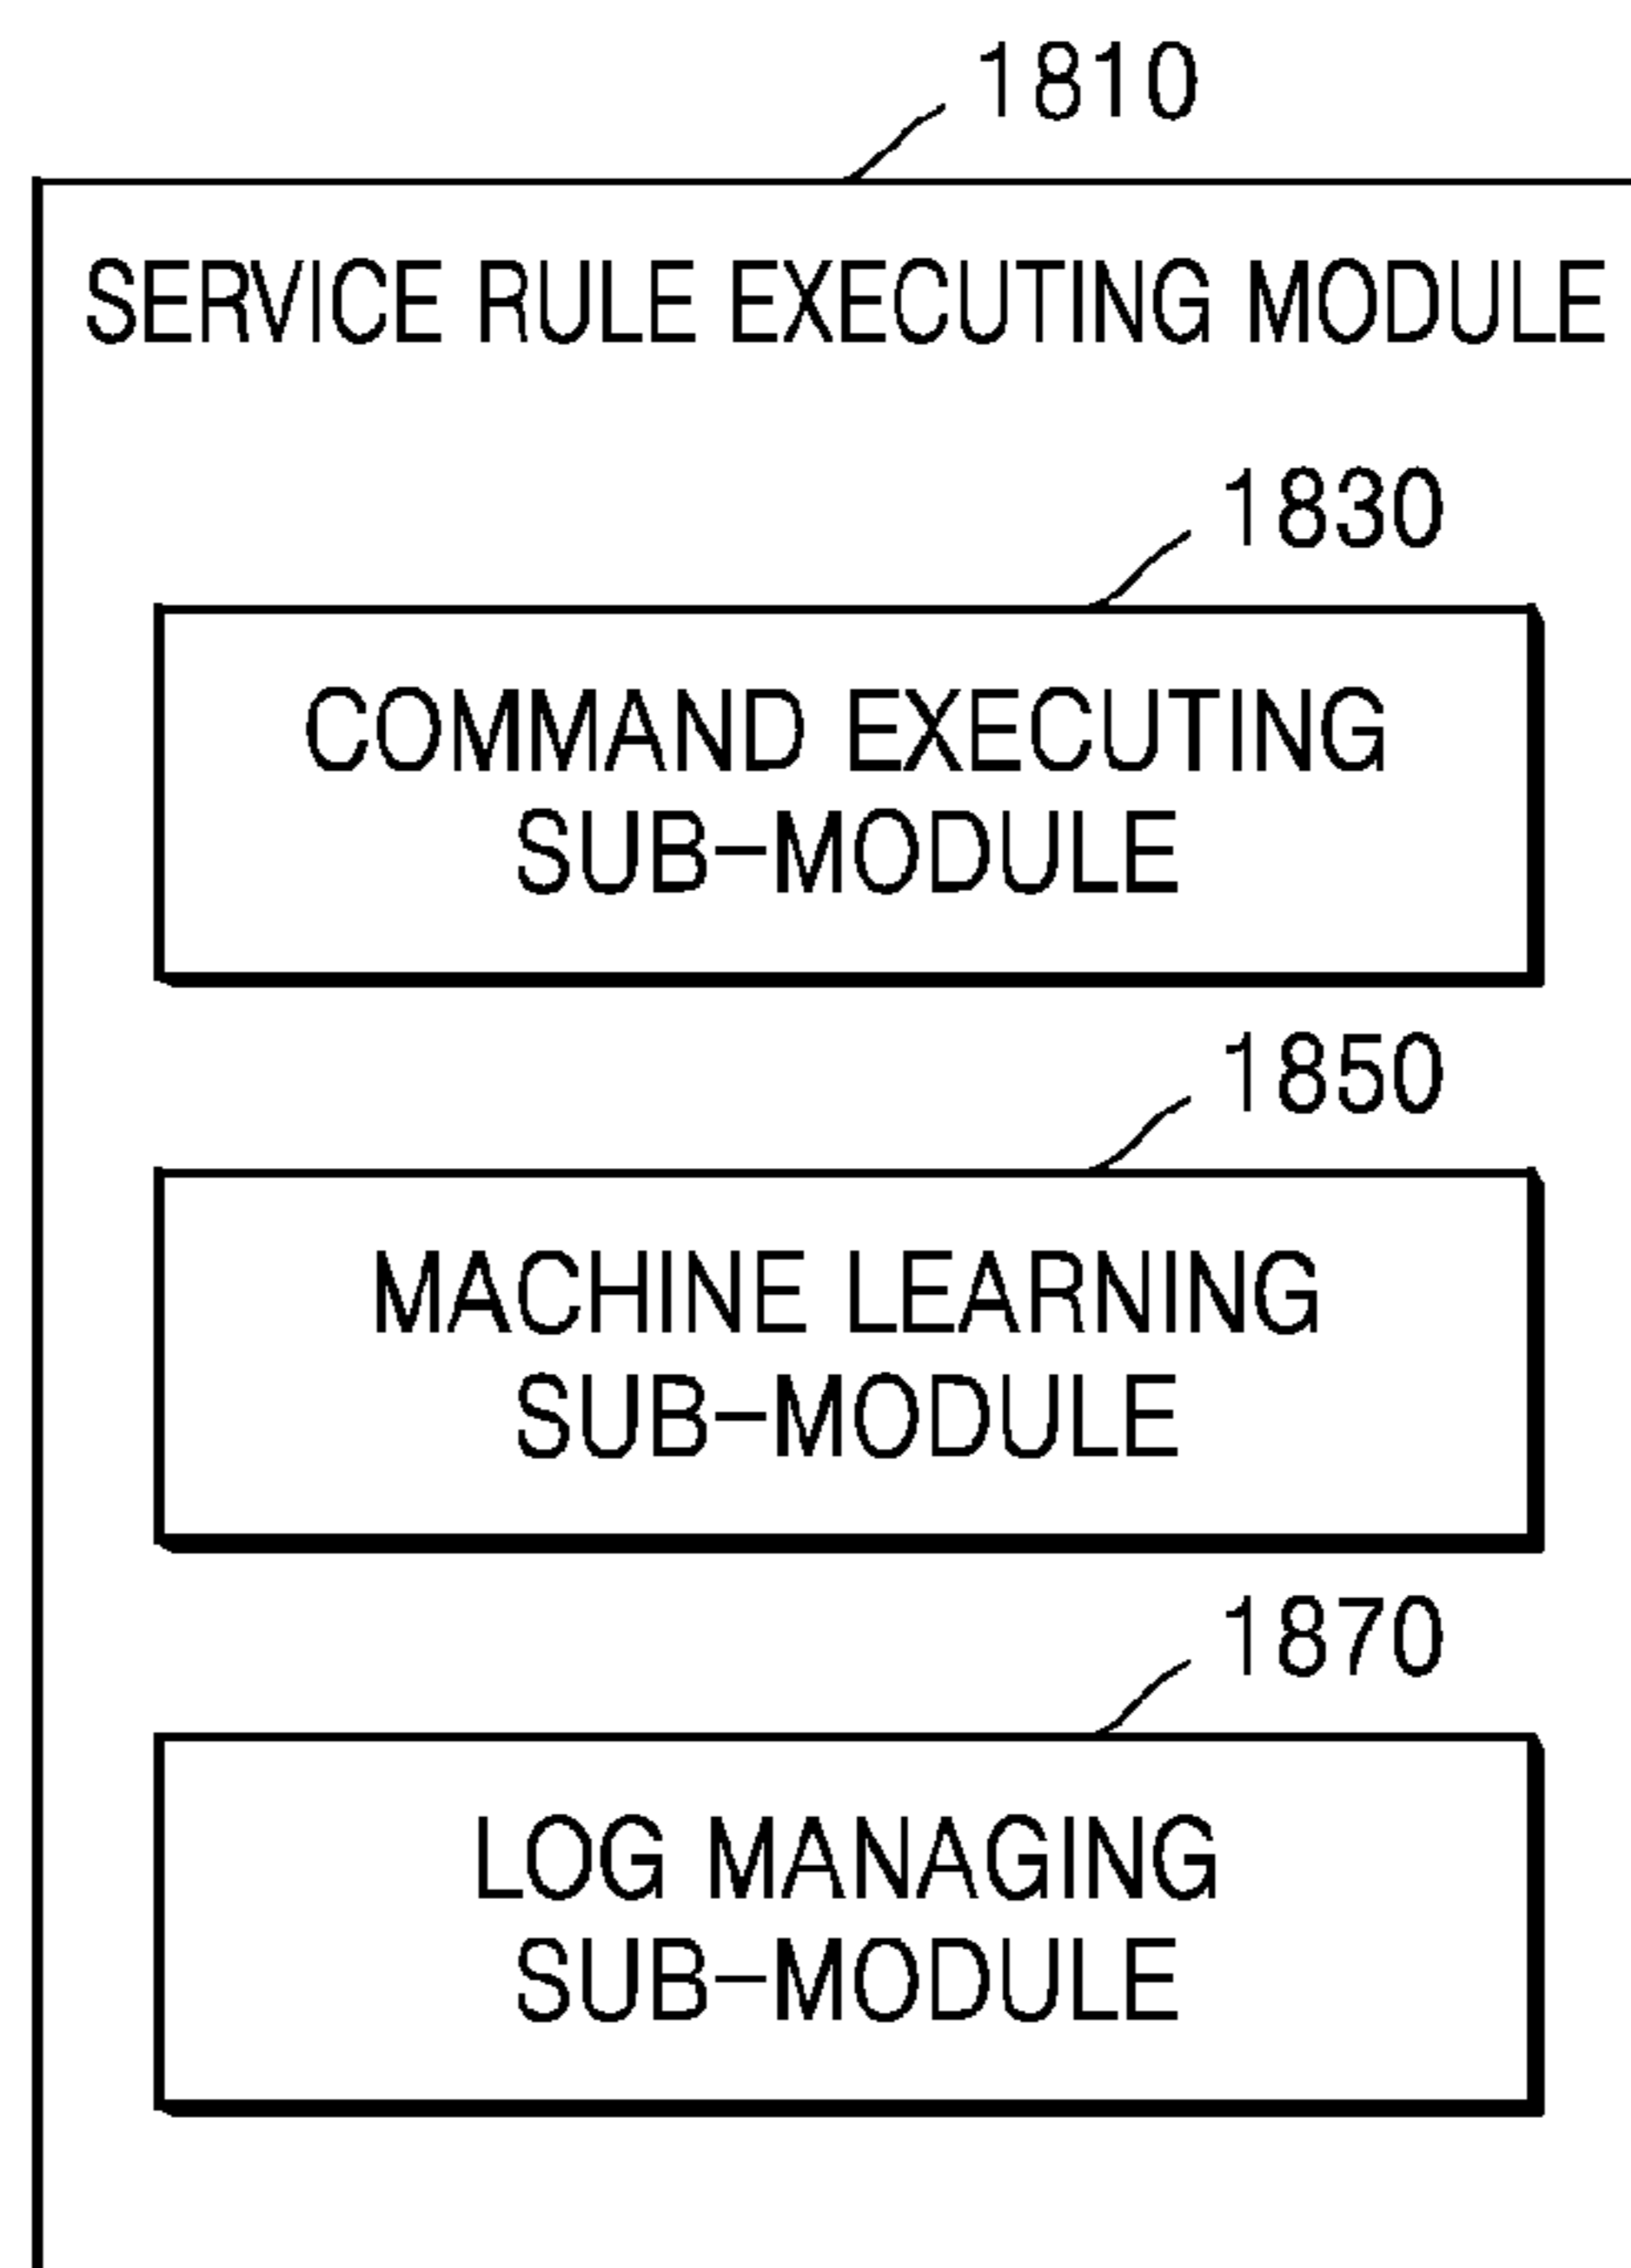 1810
SERVICE RULE EXECUTING MODULE
1830
COMMAND EXECUTING
SUB-MODULE
1850
MACHINE LEARNING
SUB-MODULE
1870
LOG MANAGING
SUB-MODULE